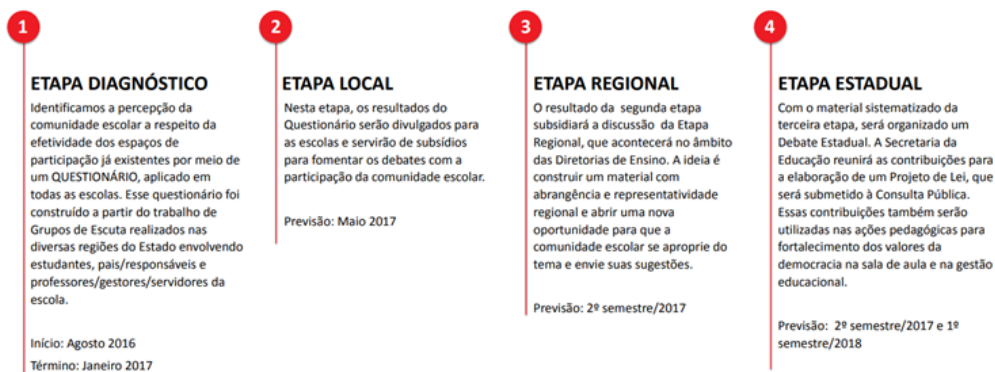 1
ETAPA DIAGNÓSTICO
Identificamos a percepção da
comunidade escolar a respeito da
efetividade dos espaços de
participação já existentes por meio de
um QUESTIONÁRIO, aplicado em
todas as escolas. Esse questionário foi
construído a partir do trabalho de
Grupos de Escuta realizados nas
diversas regiões do Estado envolvendo
estudantes, pais/responsáveis e
professores/gestores/servidores da
escola.
Início: Agosto 2016
Término: Janeiro 2017
2
ETAPA LOCAL
Nesta etapa, os resultados do
Questionário serão divulgados para
as escolas e servirão de subsídios
para fomentar os debates com a
participação da comunidade escolar.
Previsão: Maio 2017
3
ETAPA REGIONAL
O resultado da segunda etapa
subsidiará a discussão da Etapa
Regional, que acontecerá no âmbito
das Diretorias de Ensino. A ideia é
construir um material com
abrangência e representatividade
regional e abrir uma nova
oportunidade para que a
comunidade escolar se aproprie do
tema e envie suas sugestões.
Previsão: 2º semestre/2017
4
ETAPA ESTADUAL
Com o material sistematizado da
terceira etapa, será organizado um
Debate Estadual. A Secretaria da
Educação reunirá as contribuições para
a elaboração de um Projeto de Lei, que
será submetido à Consulta Pública.
Essas contribuições também serão
utilizadas nas ações pedagógicas para
fortalecimento dos valores da
democracia na sala de aula e na gestão
educacional.
Previsão: 2º semestre/2017 e 1º
semestre/2018